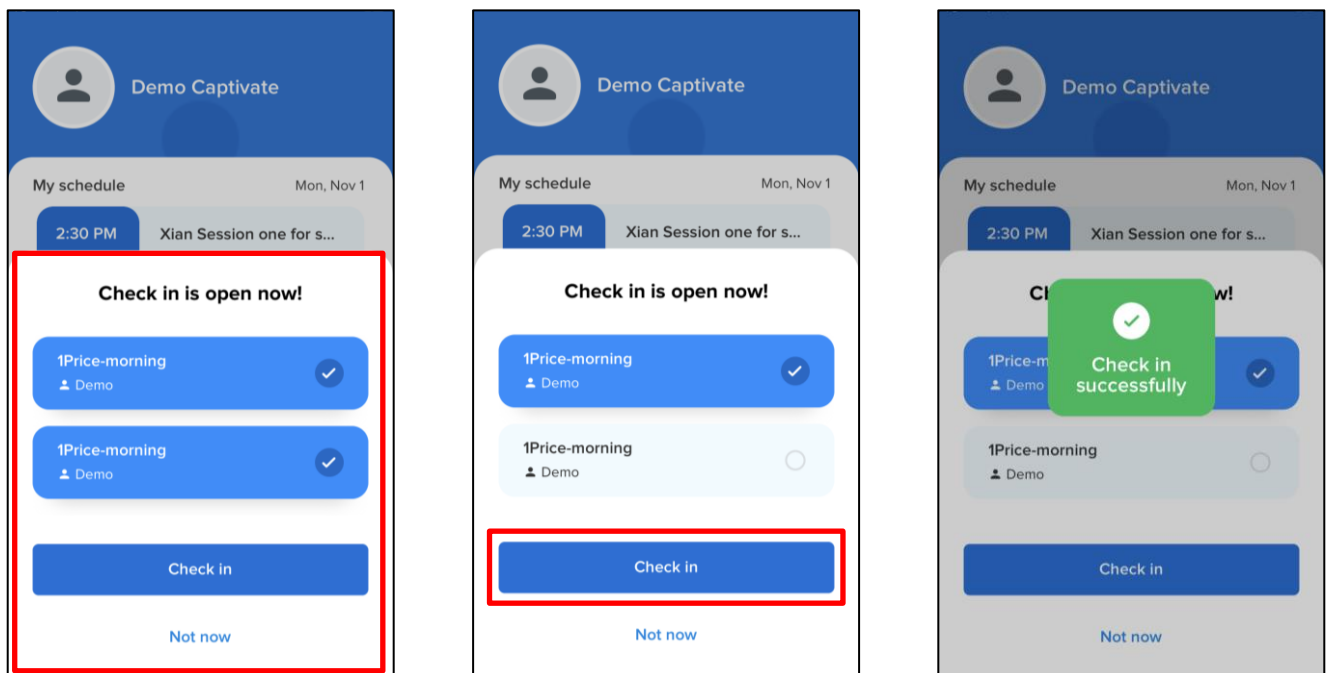 Demo Captivate
My schedule Mon, Nov 1
2:30 PM Xian Session one for s...
Check in is open now!
1Price-morning
Demo
1Price-morning
Demo
Check in
Not now
Demo Captivate
My schedule Mon, Nov 1
2:30 PM Xian Session one for s...
Check in is open now!
1Price-morning
Demo
1Price-morning
Demo
Check in
Not now
Demo Captivate
My schedule Mon, Nov 1
2:30 PM Xian Session one for s...
Check in
successfully
Demo
1Price-morning
Demo
Check in
Not now